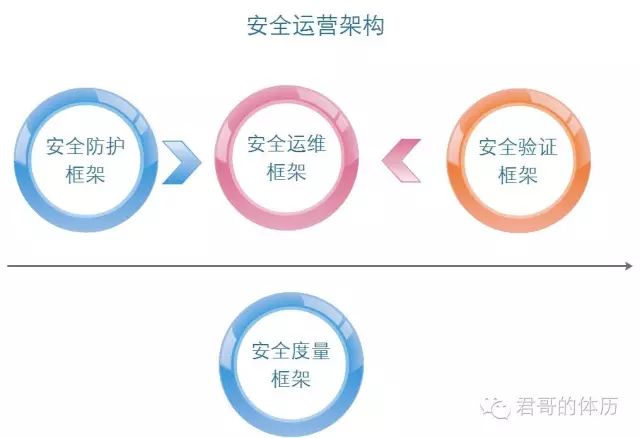 安全运营架构
安全防护
框架
安全运维
框架
安全验证
框架
安全度量
框架
君哥的体历